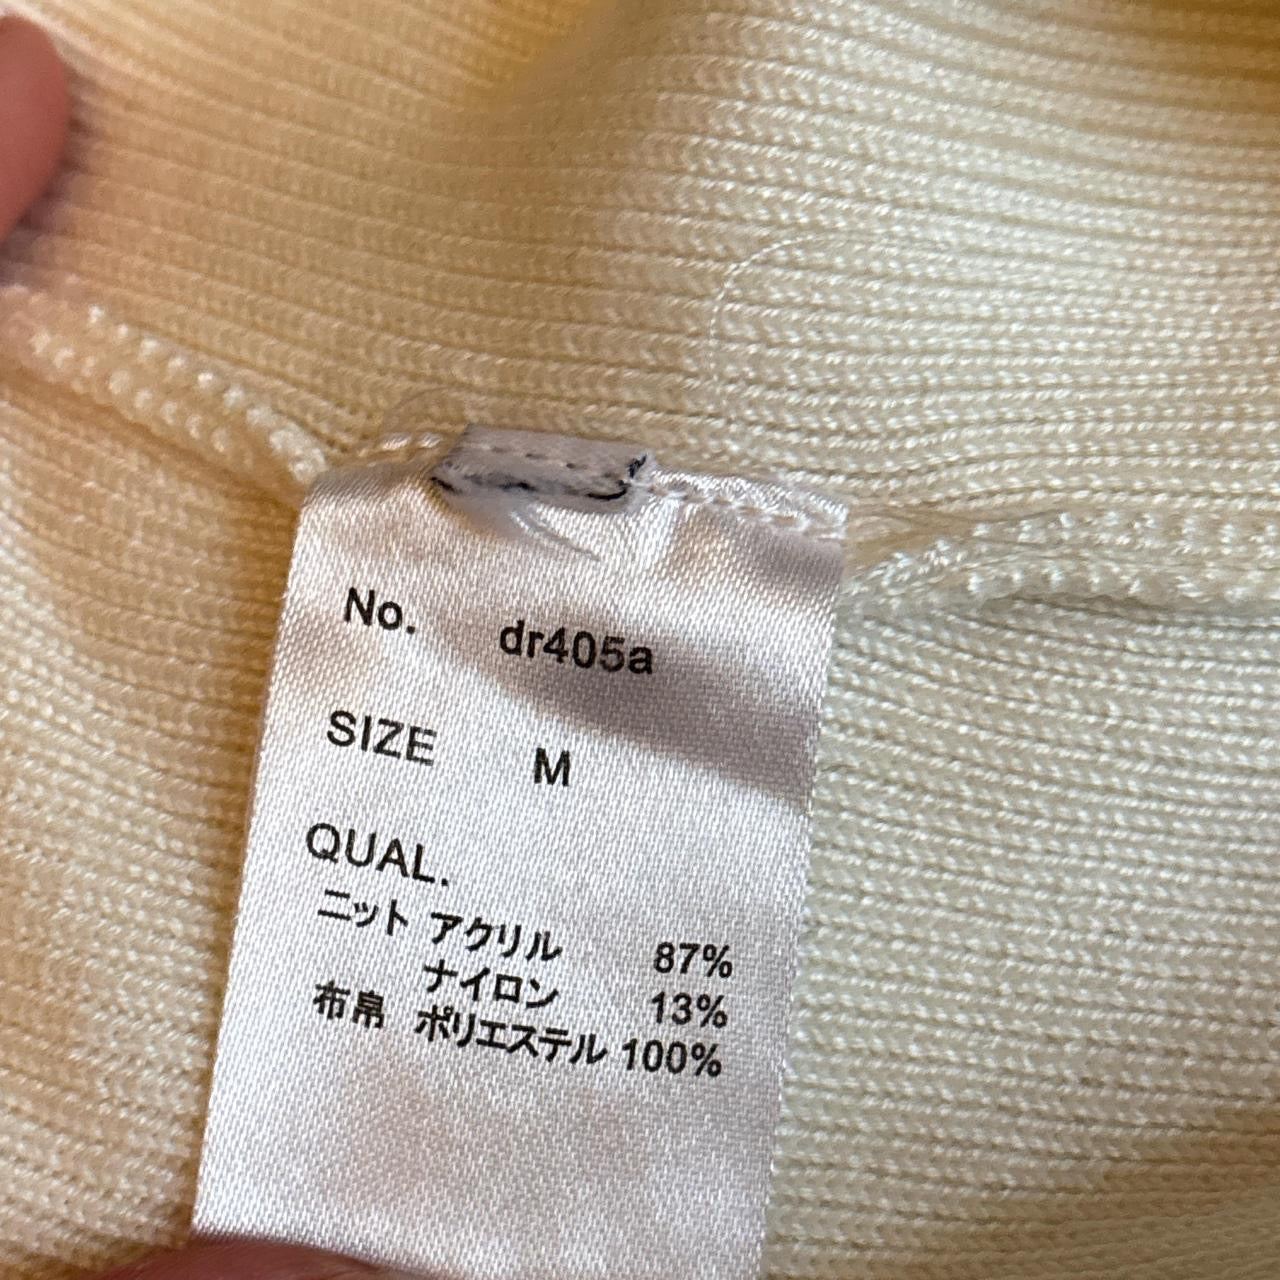 No. dr405a
SIZE M
QUAL.
ニット アクリル 87%
ナイロン 13%
布帛 ポリエステル 100%